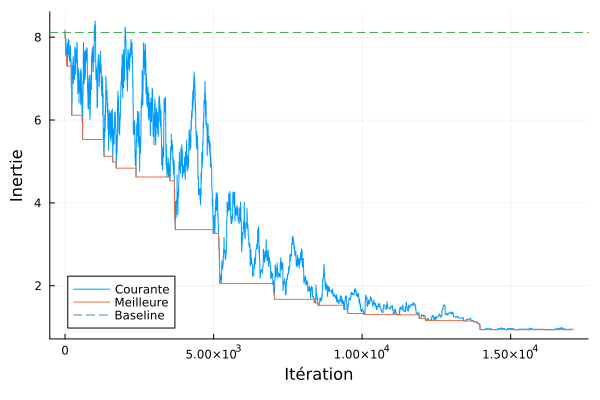 8
6
4
2
Inertie
Courante
Meilleure
Baseline
0
5.00×10³
1.00×10⁴
1.50×10⁴
Itération